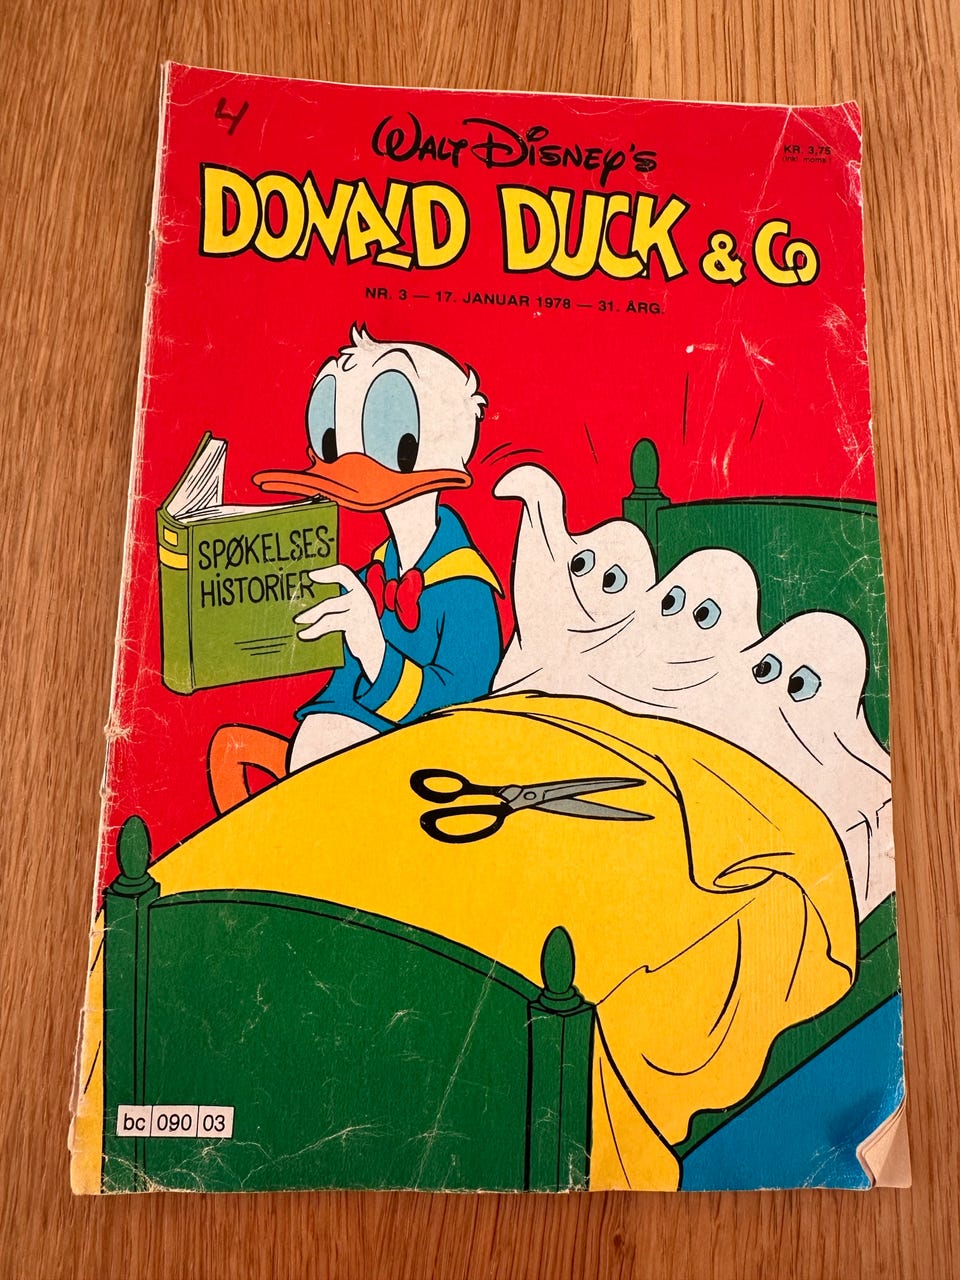 4
WALT DISNEY'S
KR. 3,75
(inkl. moms)
DONALD DUCK & Co
NR. 3 — 17. JANUAR 1978 — 31. ÅRG.
SPØKELSES-
HISTORIER
bc 090 03